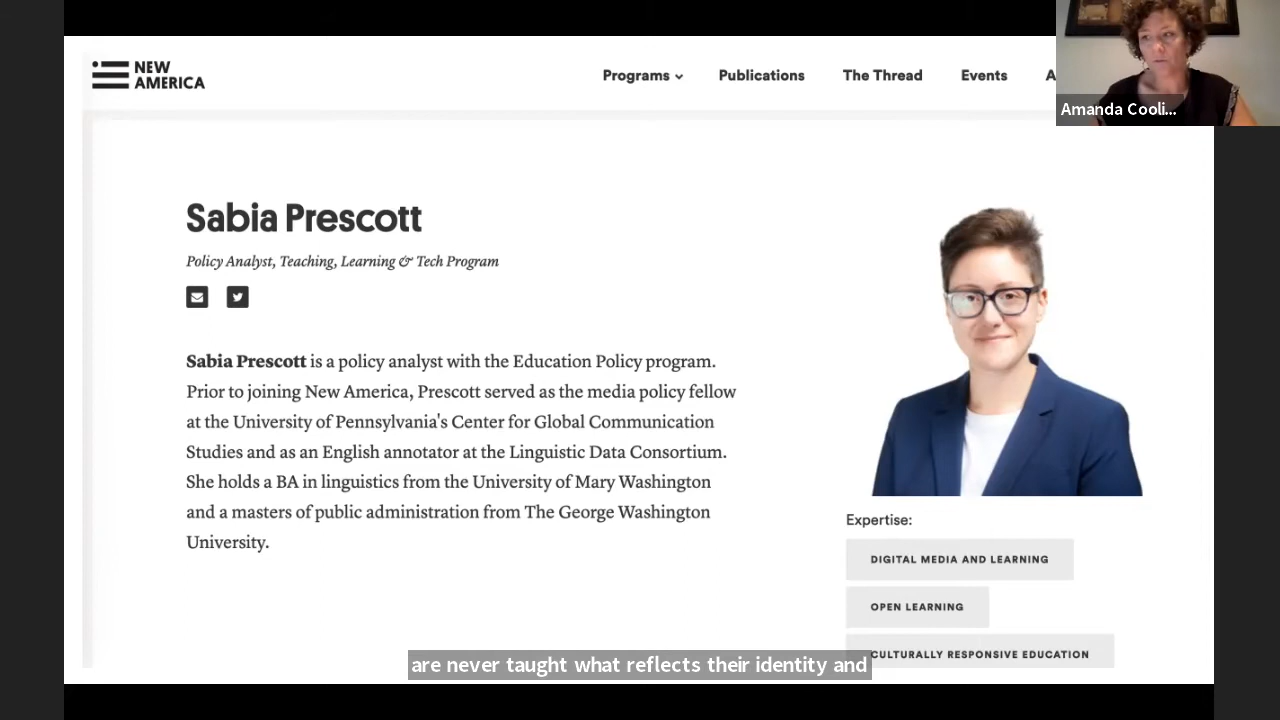 NEW
AMERICA
Programs
Publications
The Thread
Events
A
Amanda Cooli...
Sabia Prescott
Policy Analyst, Teaching, Learning & Tech Program
Sabia Prescott is a policy analyst with the Education Policy program.
Prior to joining New America, Prescott served as the media policy fellow
at the University of Pennsylvania's Center for Global Communication
Studies and as an English annotator at the Linguistic Data Consortium.
She holds a BA in linguistics from the University of Mary Washington
and a masters of public administration from The George Washington
University.
Expertise:
DIGITAL MEDIA AND LEARNING
OPEN LEARNING
CULTURALLY RESPONSIVE EDUCATION
are never taught what reflects their identity and